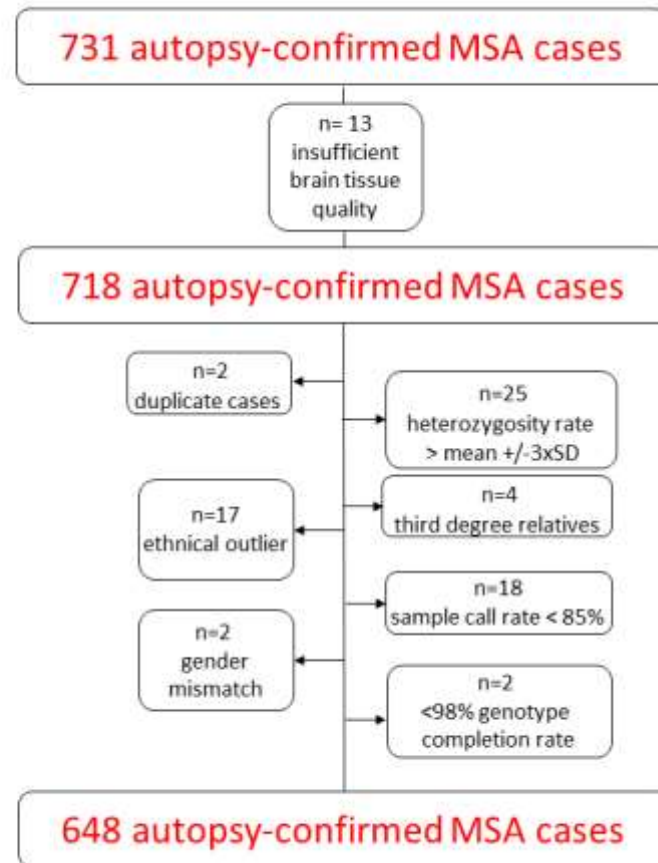 731 autopsy-confirmed MSA cases
n= 13
insufficient
brain tissue
quality
718 autopsy-confirmed MSA cases
n=2
duplicate cases
n=25
heterozygosity rate
> mean +/-3xSD
n=17
ethnical outlier
n=4
third degree relatives
n=18
sample call rate < 85%
n=2
gender
mismatch
n=2
<98% genotype
completion rate
648 autopsy-confirmed MSA cases